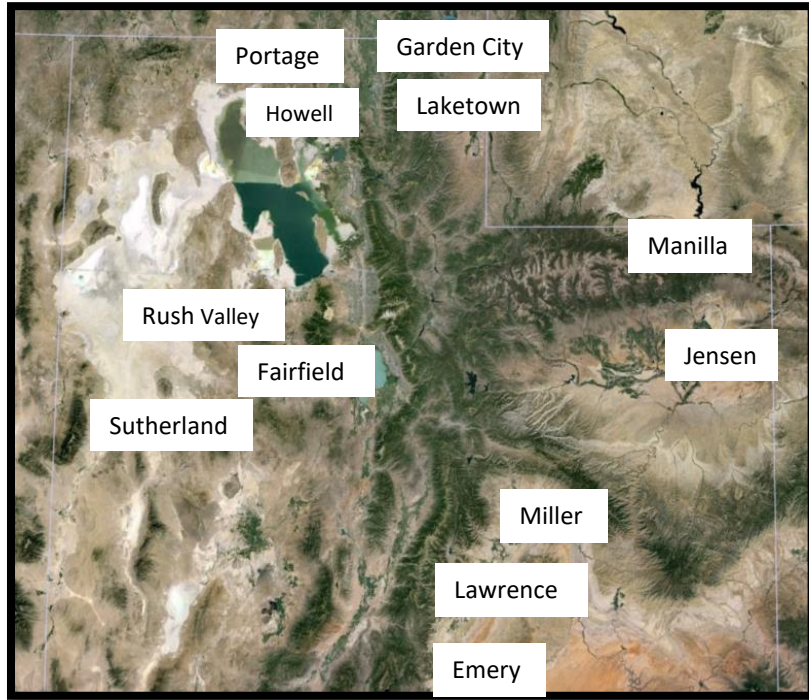 Garden City
Portage
Laketown
Howell
Manilla
Rush Valley
Jensen
Fairfield
Sutherland
Miller
Lawrence
Emery